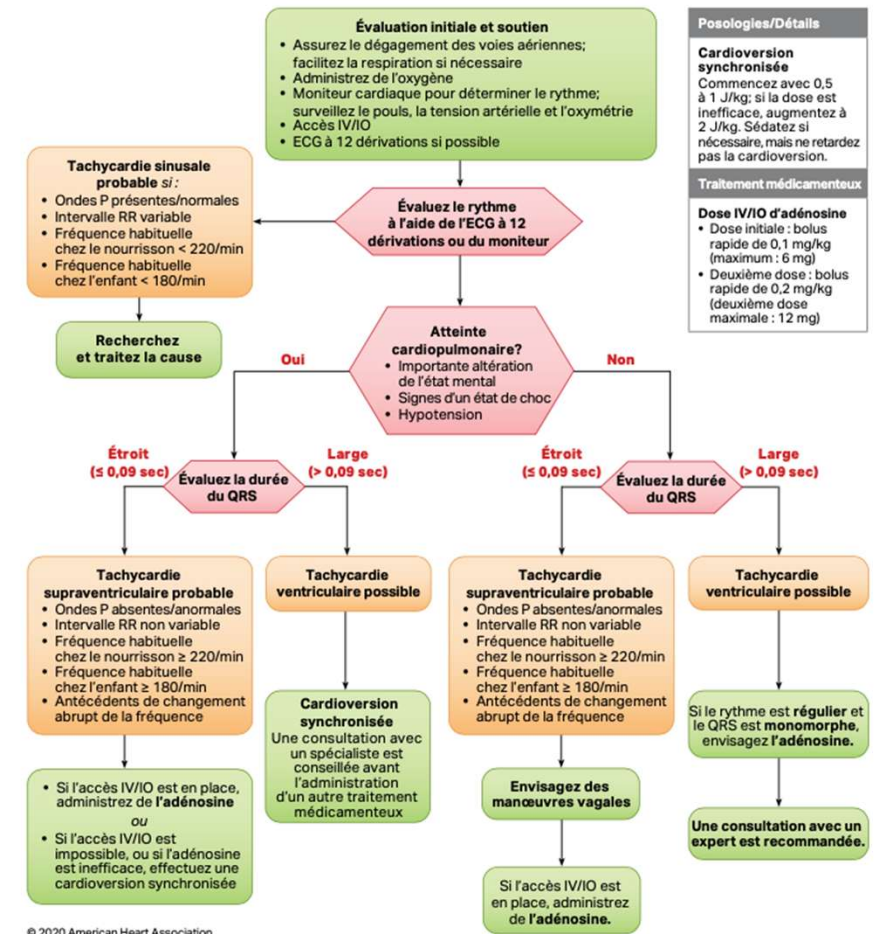 Évaluation initiale et soutien
• Assurez le dégagement des voies aériennes;
facilitez la respiration si nécessaire
• Administrez de l'oxygène
• Moniteur cardiaque pour déterminer le rythme;
surveillez le pouls, la tension artérielle et l'oxymétrie
• Accès IV/IO
• ECG à 12 dérivations si possible
Posologies/Détails
Cardioversion
synchronisée
Commencez avec 0,5
à 1 J/kg; si la dose est
inefficace, augmentez à
2 J/kg. Sédatez si
nécessaire, mais ne retardez
pas la cardioversion.
Traitement médicamenteux
Dose IV/IO d'adénosine
• Dose initiale : bolus
rapide de 0,1 mg/kg
(maximum : 6 mg)
• Deuxième dose : bolus
rapide de 0,2 mg/kg
(deuxième dose
maximale : 12 mg)
Tachycardie sinusale
probable si :
• Ondes P présentes/normales
• Intervalle RR variable
• Fréquence habituelle
chez le nourrisson < 220/min
• Fréquence habituelle
chez l'enfant < 180/min
Évaluez le rythme
à l'aide de l'ECG à 12
dérivations ou du moniteur
Recherchez
et traitez la cause
Atteinte
cardiopulmonaire?
• Importante altération
de l'état mental
• Signes d'un état de choc
• Hypotension
Oui
Non
Étroit
(≤ 0,09 sec)
Évaluez la durée
du QRS
Large
(> 0,09 sec)
Étroit
(≤ 0,09 sec)
Évaluez la durée
du QRS
Large
(> 0,09 sec)
Tachycardie
supraventriculaire probable
• Ondes P absentes/anormales
• Intervalle RR non variable
• Fréquence habituelle
chez le nourrisson ≥ 220/min
• Fréquence habituelle
chez l'enfant ≥ 180/min
• Antécédents de changement
abrupt de la fréquence
Tachycardie
ventriculaire possible
Tachycardie
supraventriculaire probable
• Ondes P absentes/anormales
• Intervalle RR non variable
• Fréquence habituelle
chez le nourrisson ≥ 220/min
• Fréquence habituelle
chez l'enfant ≥ 180/min
• Antécédents de changement
abrupt de la fréquence
Tachycardie
ventriculaire possible
• Si l'accès IV/IO est en place,
administrez de l'adénosine
ou
• Si l'accès IV/IO est
impossible, ou si l'adénosine
est inefficace, effectuez une
cardioversion synchronisée
Cardioversion
synchronisée
Une consultation avec
un spécialiste est
conseillée avant
l'administration
d'un autre traitement
médicamenteux
Envisagez des
manœuvres vagales
Si l'accès IV/IO est
en place, administrez
de l'adénosine.
Si le rythme est régulier et
le QRS est monomorphe,
envisagez l'adénosine.
Une consultation avec un
expert est recommandée.
© 2020 American Heart Association